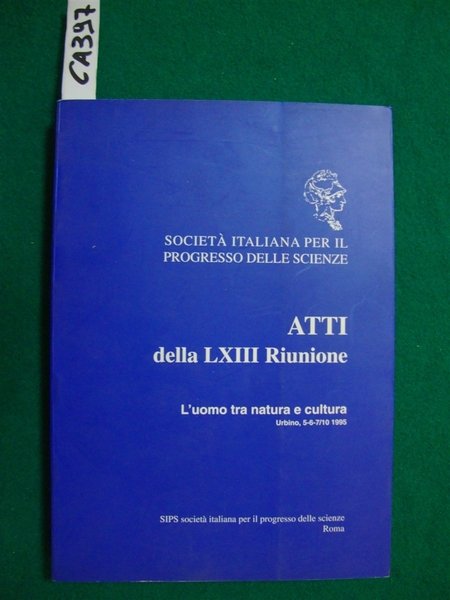 CA397
SOCIETÀ ITALIANA PER IL
PROGRESSO DELLE SCIENZE
ATTI
della LXIII Riunione
L'uomo tra natura e cultura
Urbino, 5-6-7/10 1995
SIPS società italiana per il progresso delle scienze
Roma